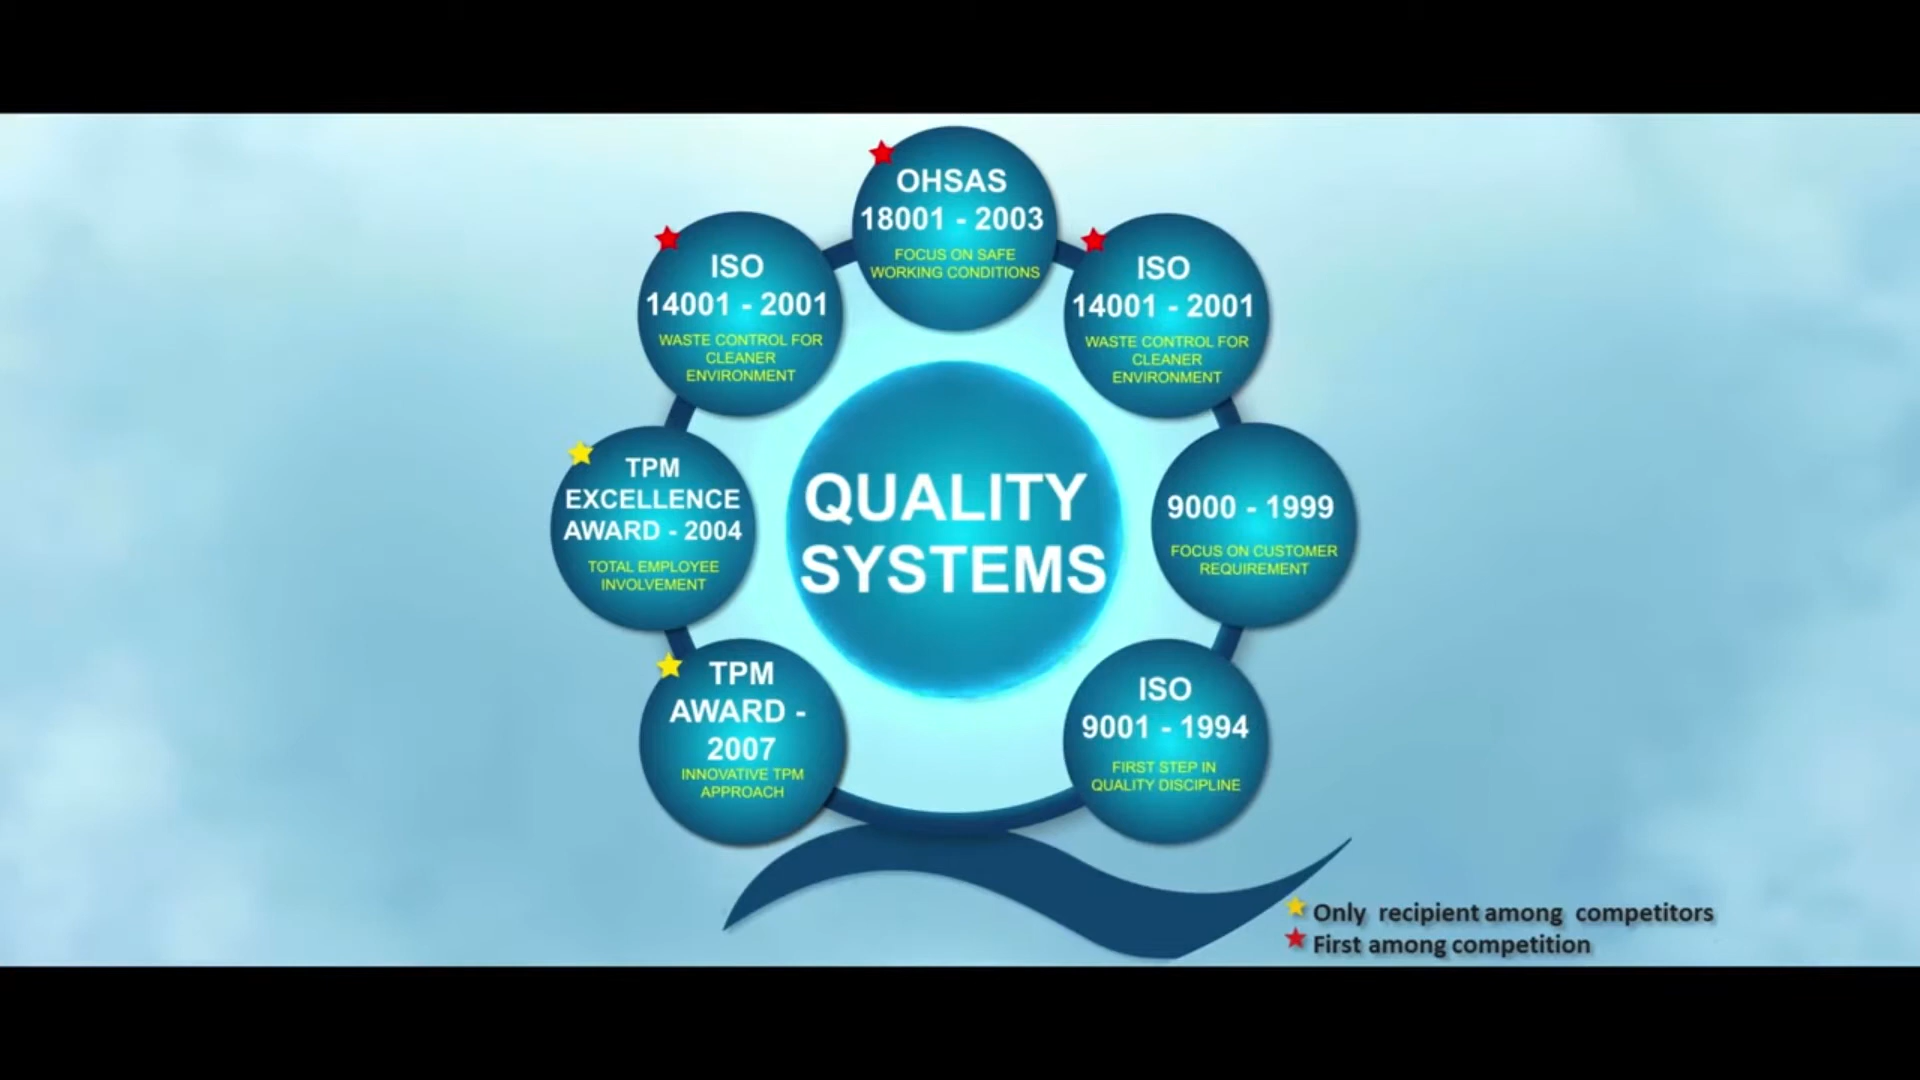 OHSAS
18001 - 2003
FOCUS ON SAFE
WORKING CONDITIONS
ISO
14001 - 2001
WASTE CONTROL FOR
CLEANER
ENVIRONMENT
ISO
14001 - 2001
WASTE CONTROL FOR
CLEANER
ENVIRONMENT
TPM
EXCELLENCE
AWARD - 2004
TOTAL EMPLOYEE
INVOLVEMENT
QUALITY
SYSTEMS
9000 - 1999
FOCUS ON CUSTOMER
REQUIREMENT
TPM
AWARD -
2007
INNOVATIVE TPM
APPROACH
ISO
9001 - 1994
FIRST STEP IN
QUALITY DISCIPLINE
Only recipient among competitors
First among competition